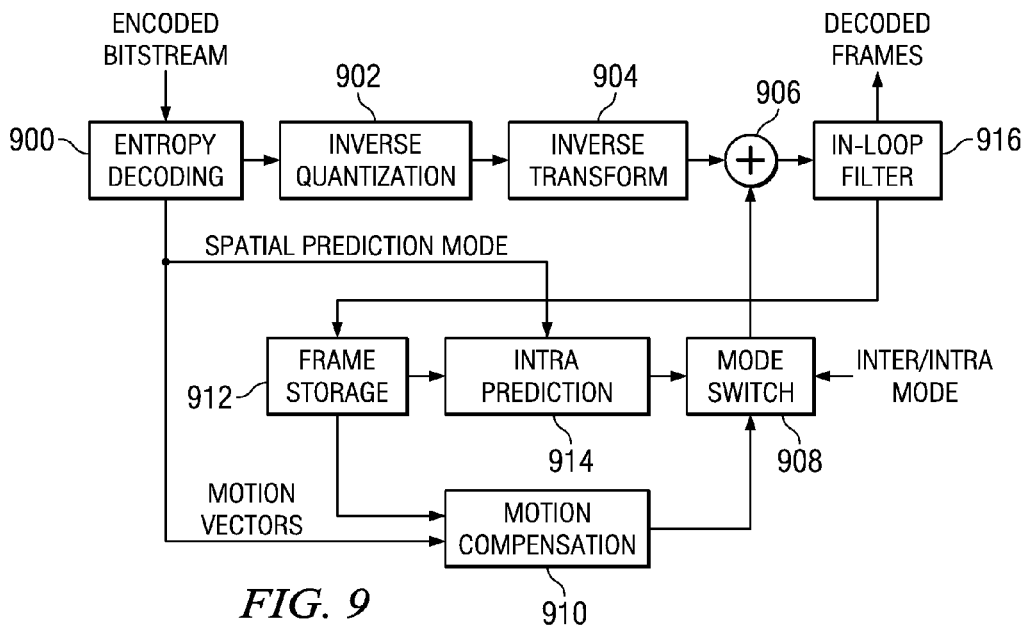 ENCODED
BITSTREAM
DECODED
FRAMES
902
904
906
900
ENTROPY
DECODING
INVERSE
QUANTIZATION
INVERSE
TRANSFORM
+
IN-LOOP
FILTER
916
SPATIAL PREDICTION MODE
FRAME
STORAGE
912
INTRA
PREDICTION
914
MODE
SWITCH
908
INTER/INTRA
MODE
MOTION
VECTORS
MOTION
COMPENSATION
910
FIG. 9